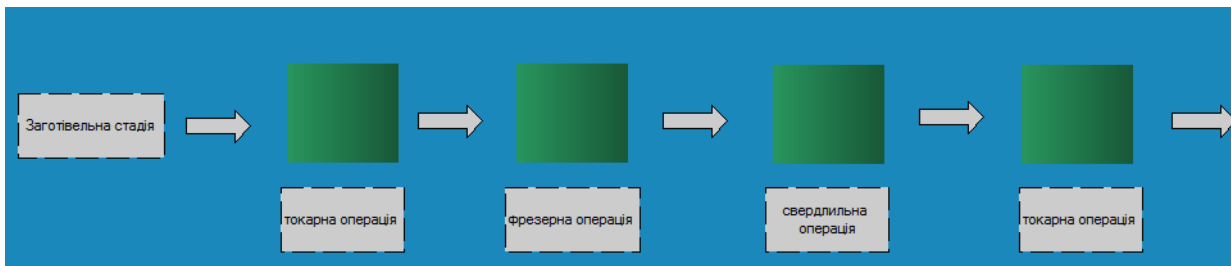 Заготівельна стадія
токарна операція
фрезерна операція
свердлильна
операція
токарна операція